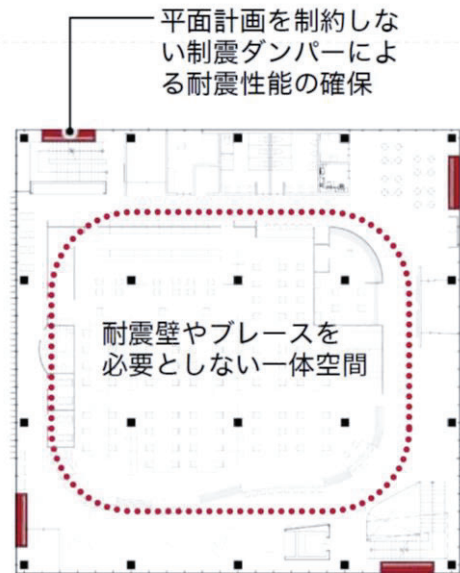 平面計画を制約しな
い制震ダンパーによ
る耐震性能の確保
耐震壁やブレースを
必要としない一体空間